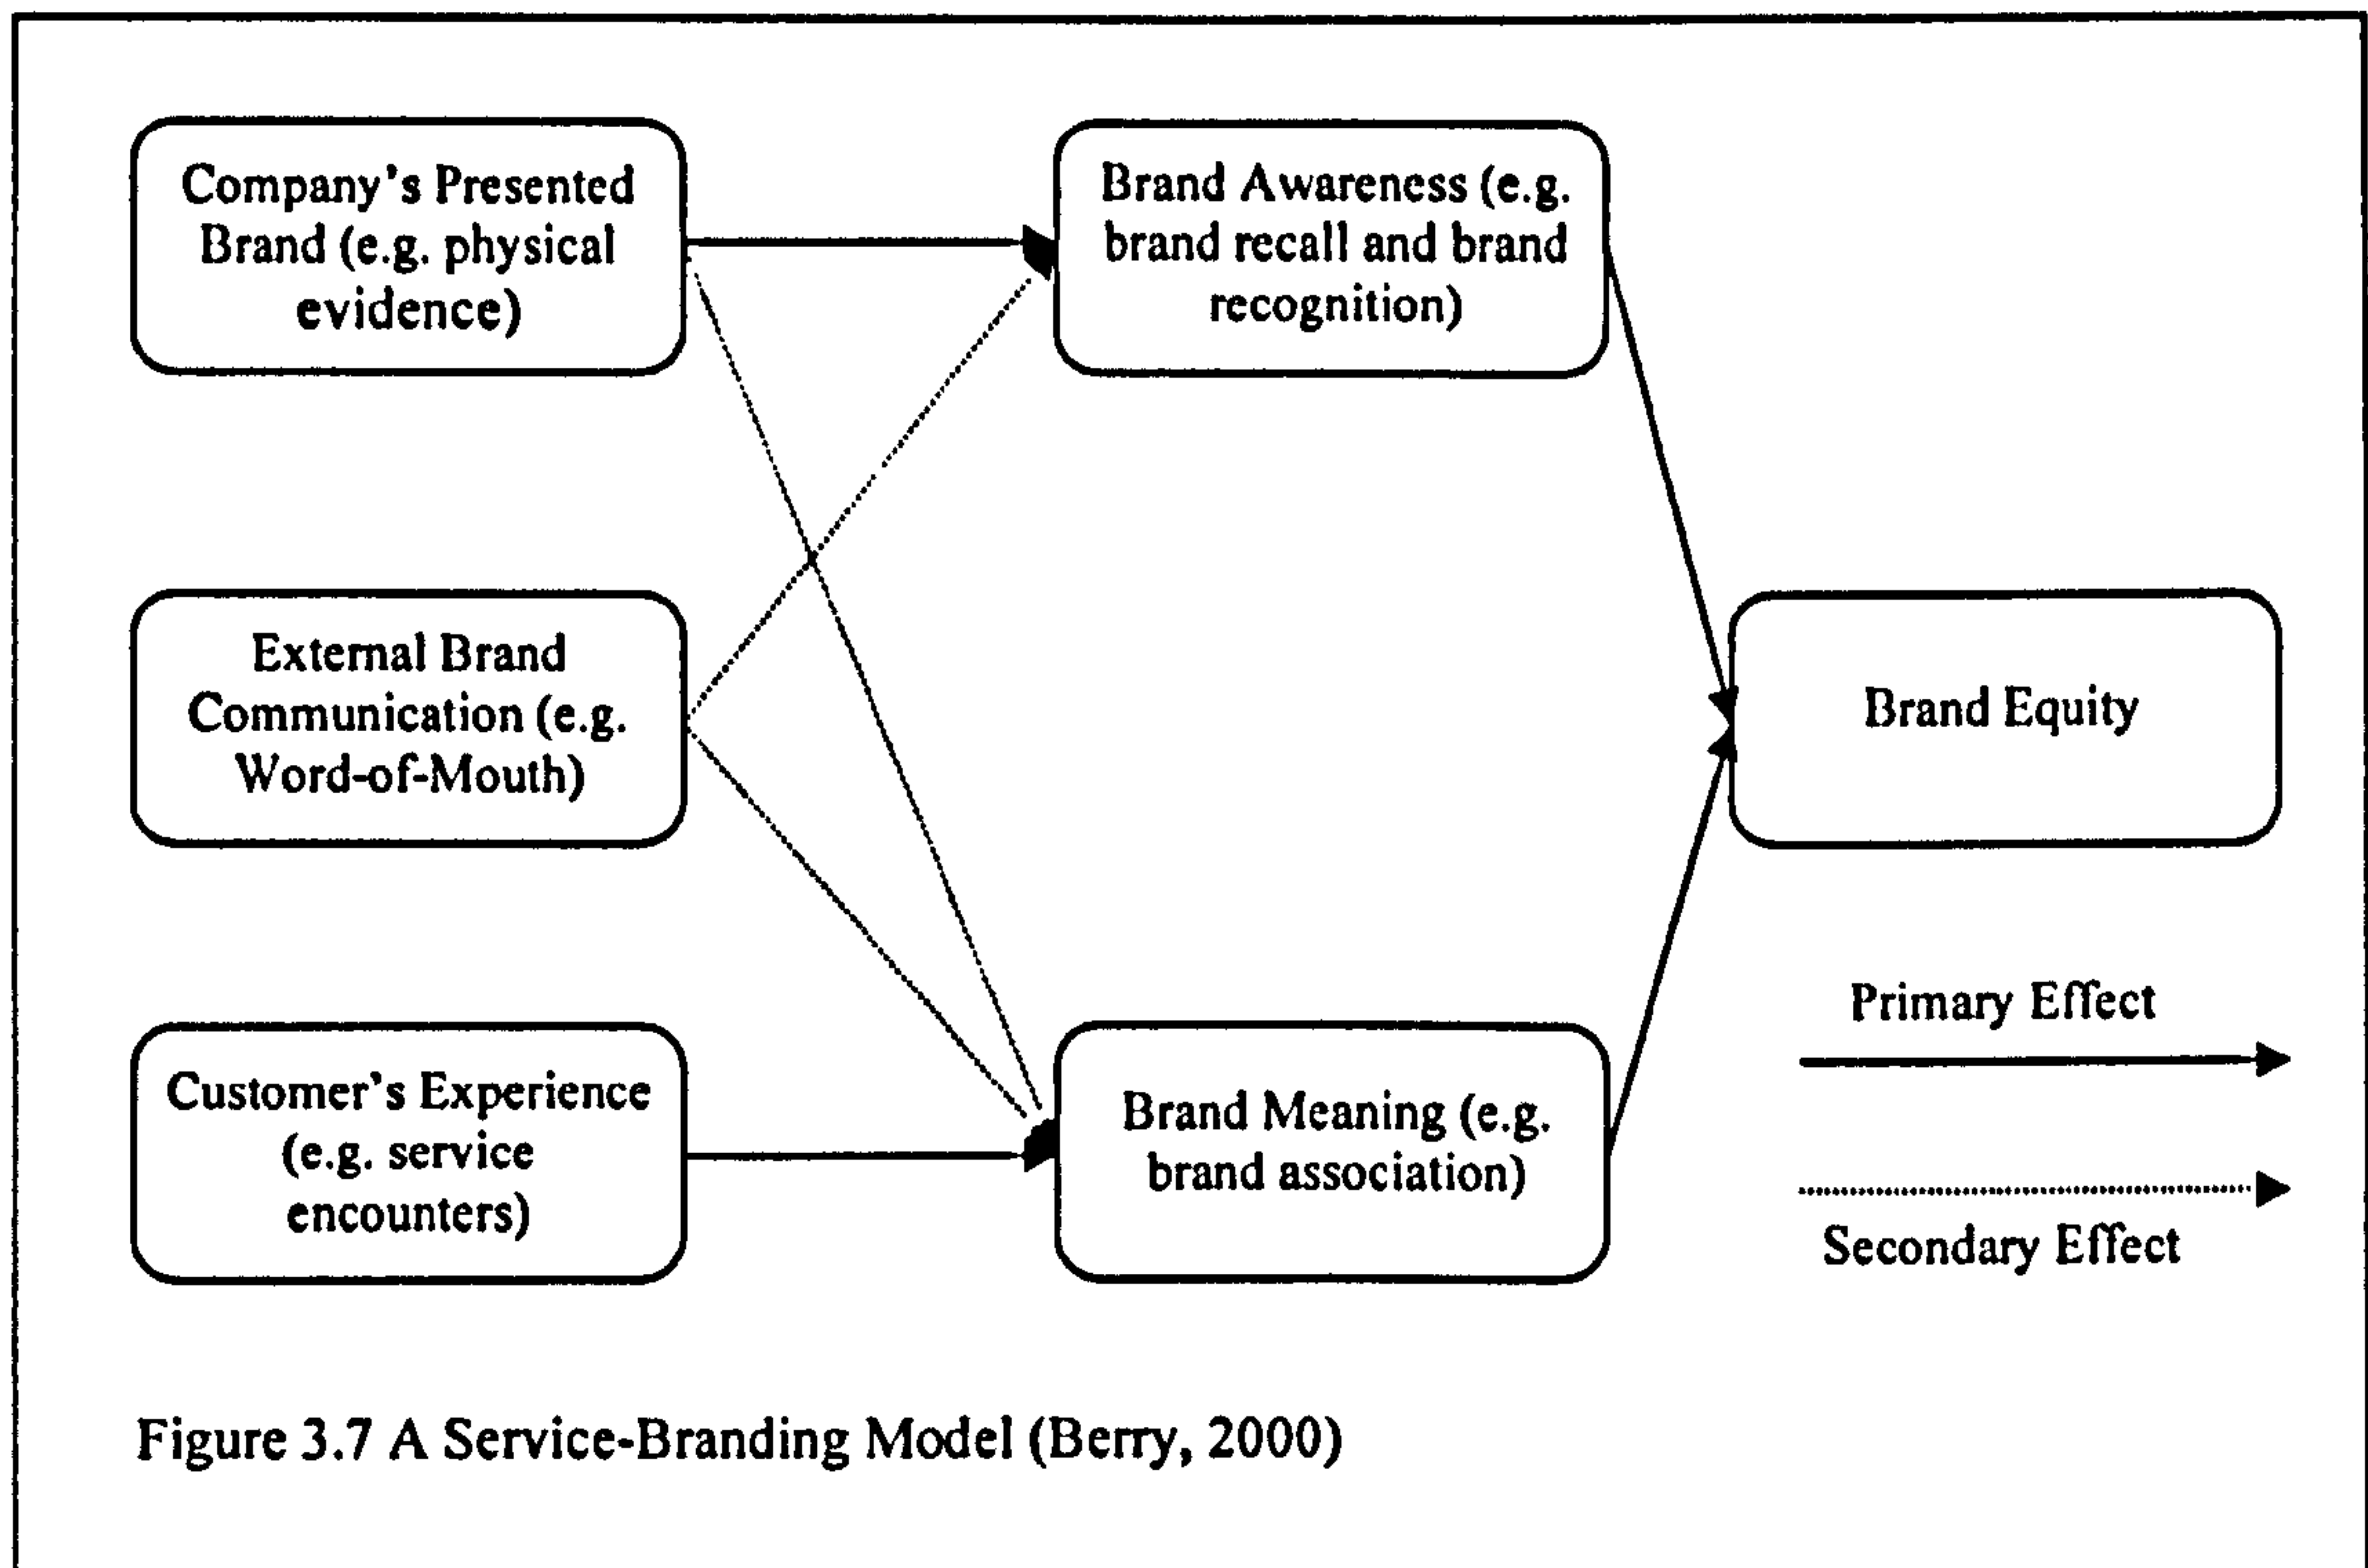 Company's Presented
Brand (e.g. physical
evidence)
Brand Awareness (e.g.
brand recall and brand
recognition)
External Brand
Communication (e.g.
Word-of-Mouth)
Brand Equity
Customer's Experience
(e.g. service
encounters)
Brand Meaning (e.g.
brand association)
Primary Effect
Secondary Effect
Figure 3.7 A Service-Branding Model (Berry, 2000)